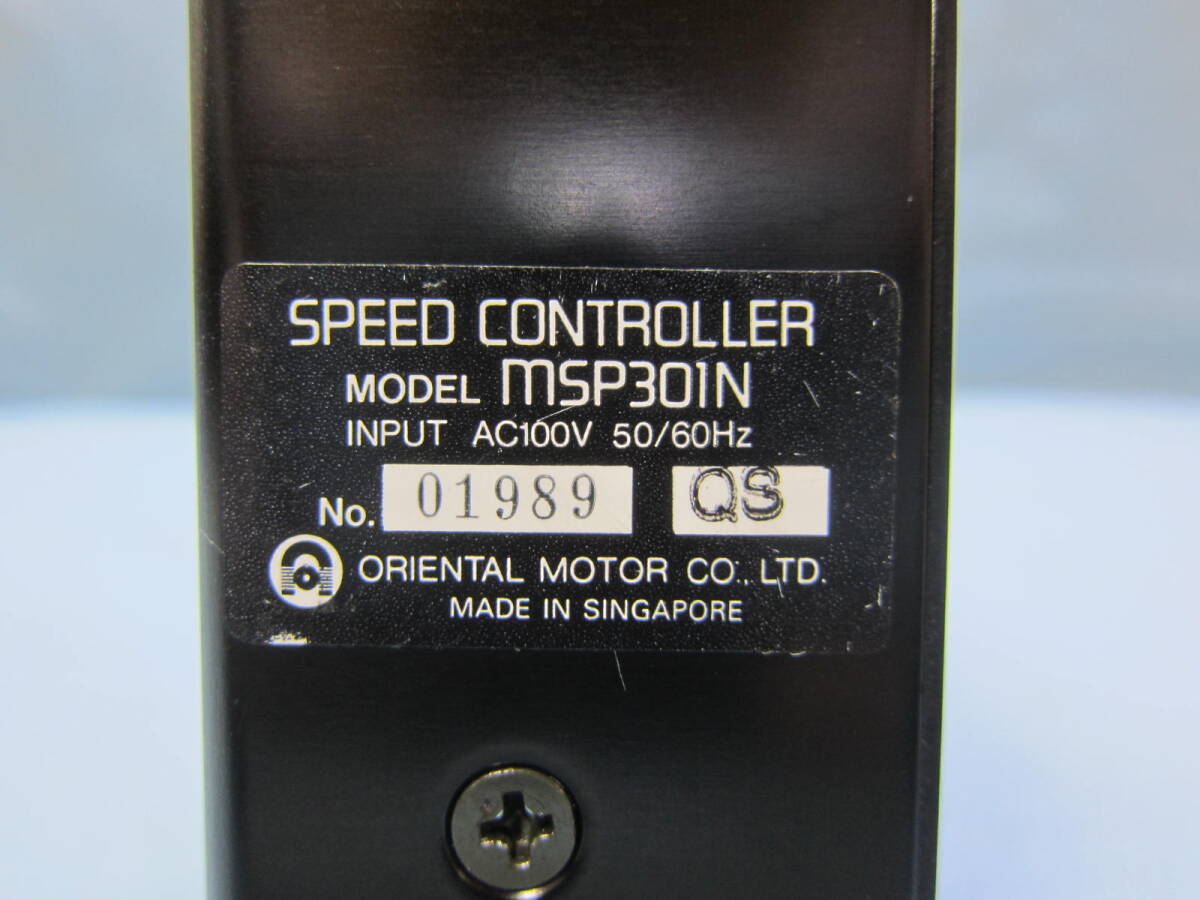 SPEED CONTROLLER
MODEL MSP301N
INPUT AC100V 50/60Hz
No. 01989 QS
ORIENTAL MOTOR CO., LTD.
MADE IN SINGAPORE